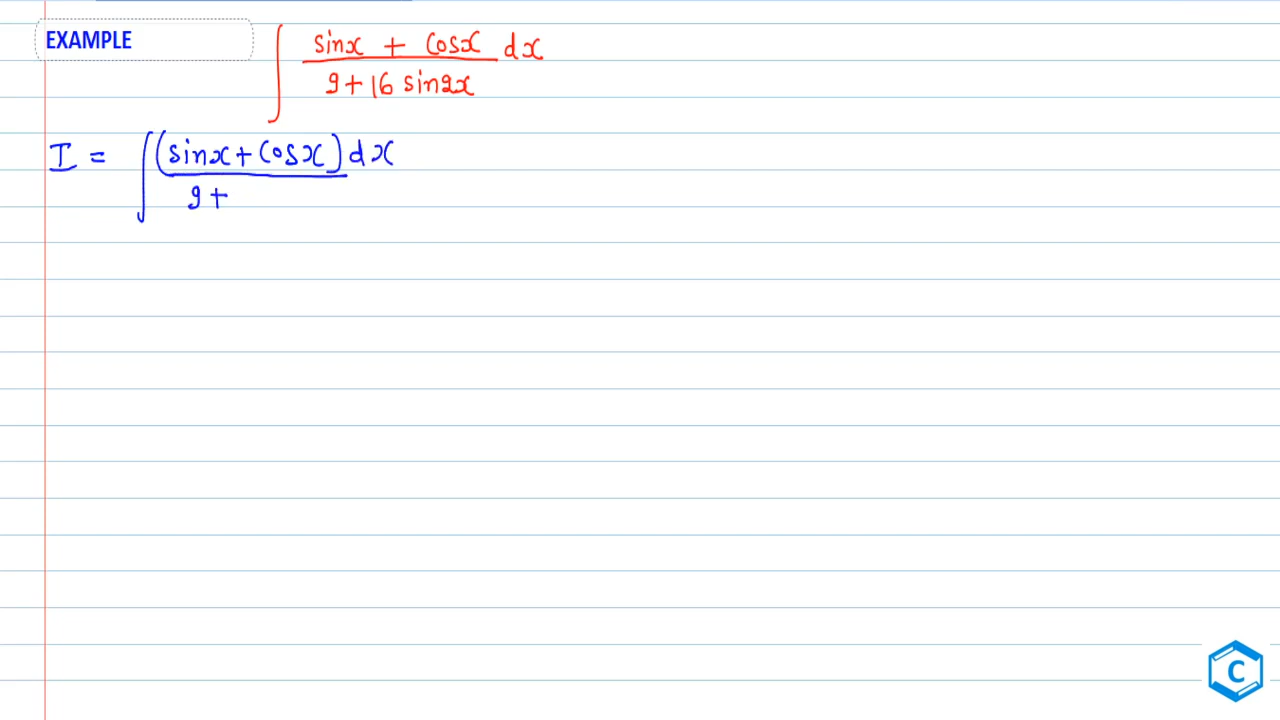 EXAMPLE
∫ sinx + cosx dx
9+16 sin2x
I = ∫ (sinx+cosx) dx
9+
C